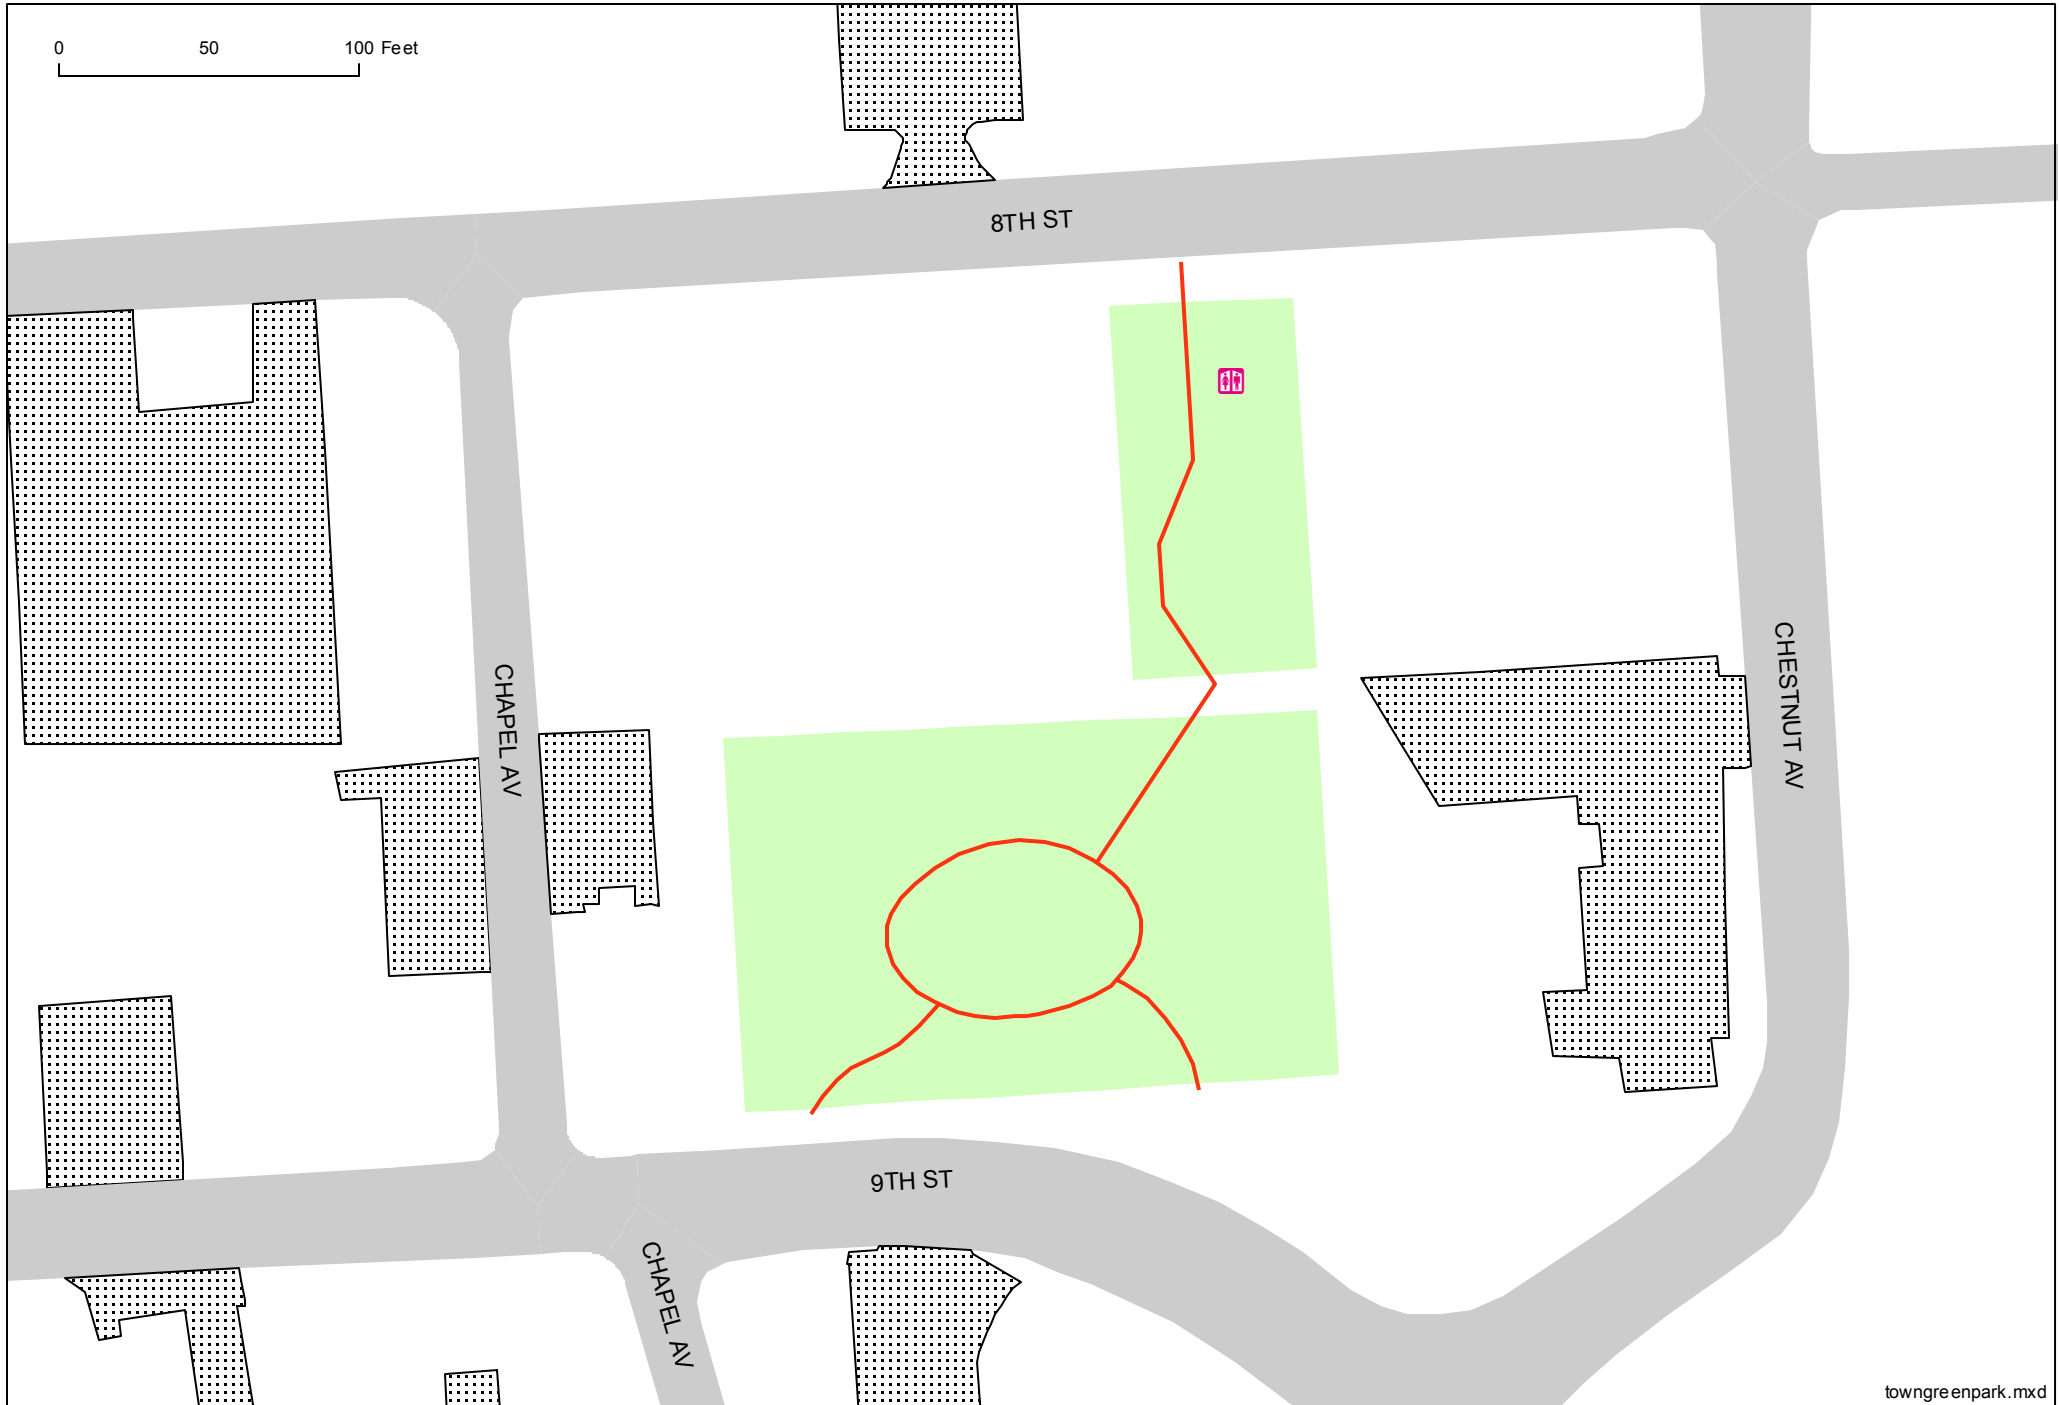 0 50 100 Feet
8TH ST
CHAPEL AV
CHESTNUT AV
9TH ST
CHAPEL AV
towngreenpark.mxd